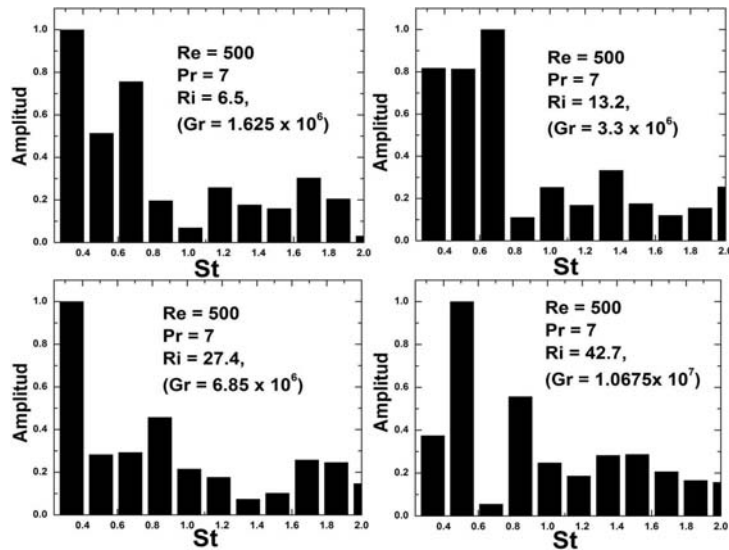 Amplitud
1.0
0.8
0.6
0.4
0.2
0.0
Re = 500
Pr = 7
Ri = 6.5,
(Gr = 1.625 x 10⁶)
0.4 0.6 0.8 1.0 1.2 1.4 1.6 1.8 2.0
St
Amplitud
1.0
0.8
0.6
0.4
0.2
0.0
Re = 500
Pr = 7
Ri = 13.2,
(Gr = 3.3 x 10⁶)
0.4 0.6 0.8 1.0 1.2 1.4 1.6 1.8 2.0
St
Amplitud
1.0
0.8
0.6
0.4
0.2
0.0
Re = 500
Pr = 7
Ri = 27.4,
(Gr = 6.85 x 10⁶)
0.4 0.6 0.8 1.0 1.2 1.4 1.6 1.8 2.0
St
Amplitud
1.0
0.8
0.6
0.4
0.2
0.0
Re = 500
Pr = 7
Ri = 42.7,
(Gr = 1.0675x 10⁷)
0.4 0.6 0.8 1.0 1.2 1.4 1.6 1.8 2.0
St